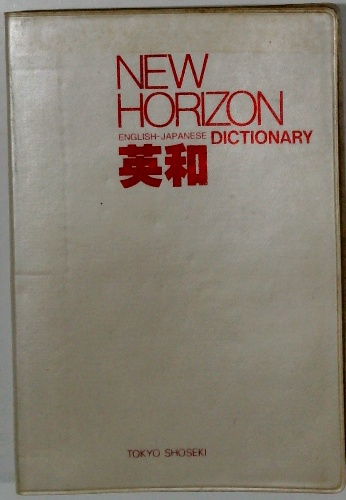 NEW
HORIZON
ENGLISH-JAPANESE DICTIONARY
英和
TOKYO SHOSEKI